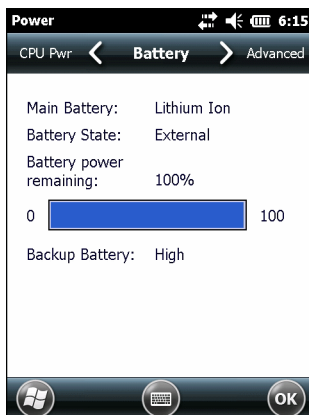 Power 6:15
CPU Pwr Battery Advanced
Main Battery: Lithium Ion
Battery State: External
Battery power
remaining: 100%
0 100
Backup Battery: High
OK